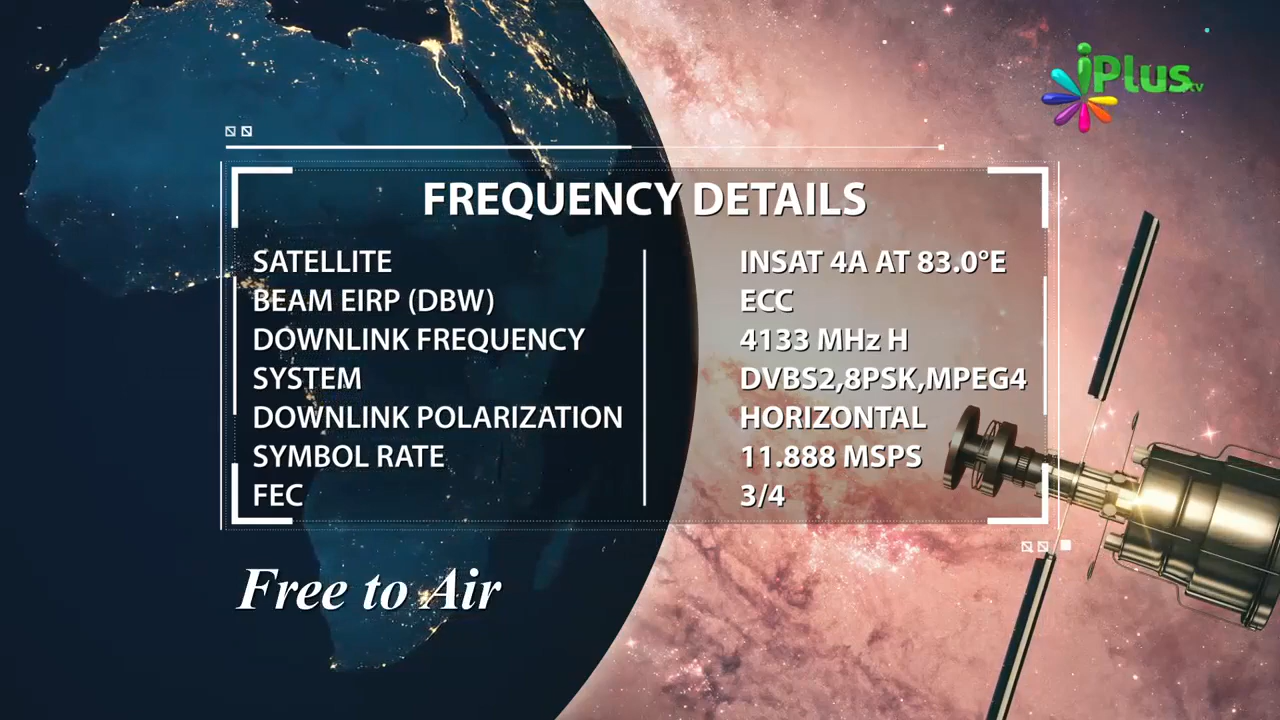 iPlus.tv
FREQUENCY DETAILS
SATELLITE INSAT 4A AT 83.0°E
BEAM EIRP (DBW) ECC
DOWNLINK FREQUENCY 4133 MHz H
SYSTEM DVBS2,8PSK,MPEG4
DOWNLINK POLARIZATION HORIZONTAL
SYMBOL RATE 11.888 MSPS
FEC 3/4
Free to Air